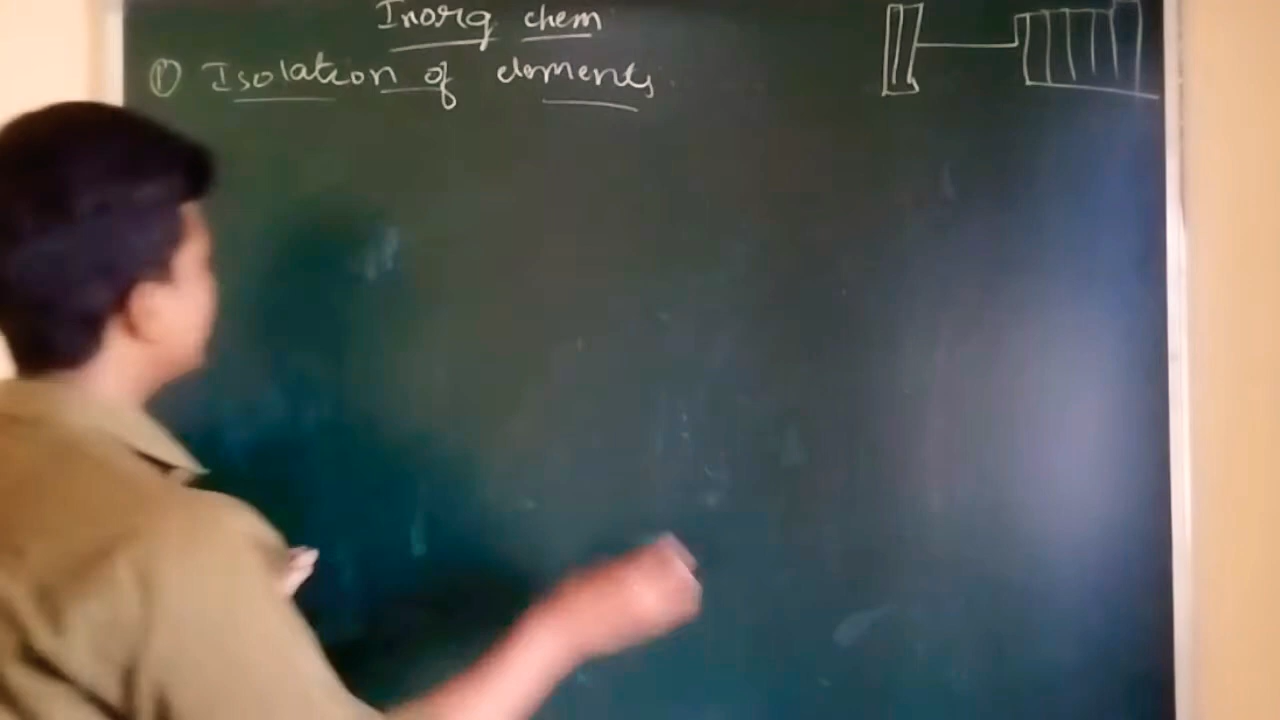 Inorg chem
① Isolation of elements